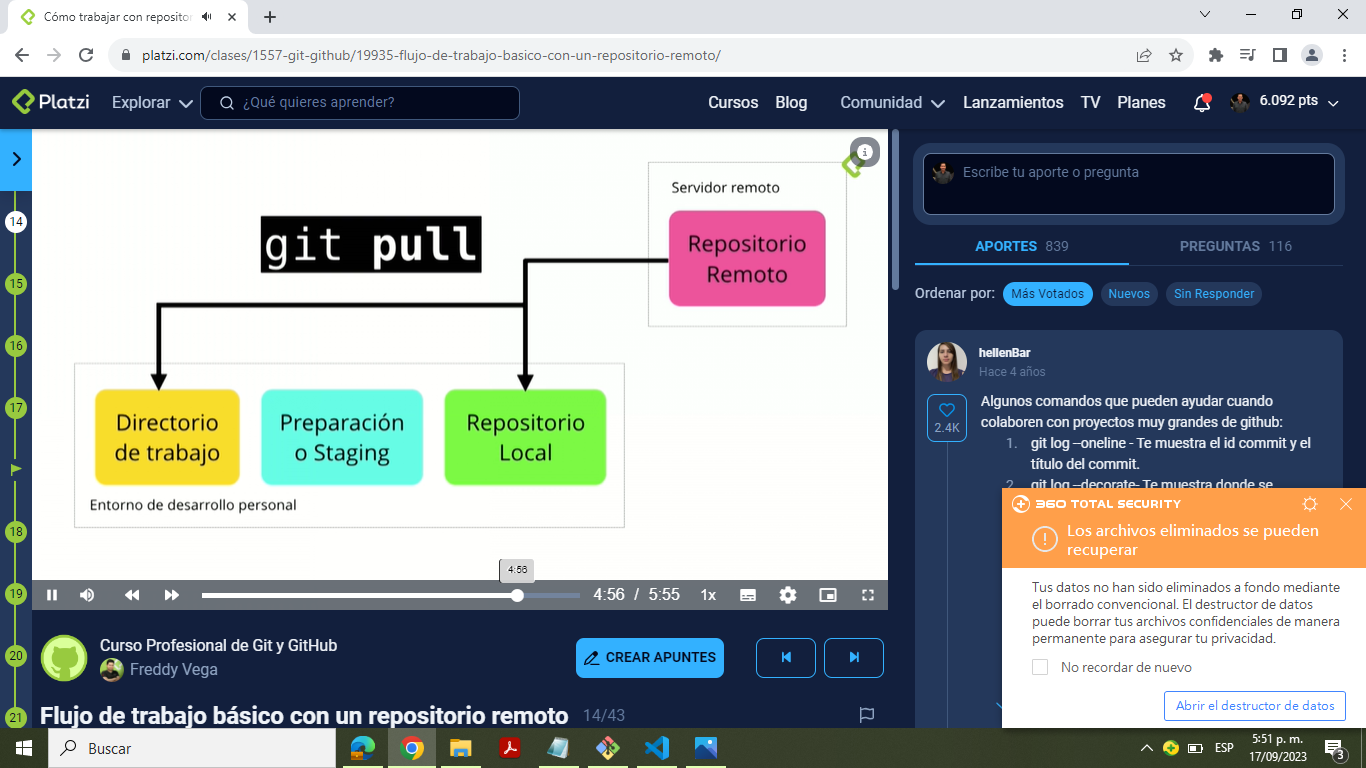 Cómo trabajar con repositor
platzi.com/clases/1557-git-github/19935-flujo-de-trabajo-basico-con-un-repositorio-remoto/
Platzi
Explorar
¿Qué quieres aprender?
Cursos
Blog
Comunidad
Lanzamientos
TV
Planes
6.092 pts
14
15
16
17
18
19
20
21
git pull
Servidor remoto
Repositorio
Remoto
Directorio
de trabajo
Preparación
o Staging
Repositorio
Local
Entorno de desarrollo personal
4:56
4:56 / 5:55
1x
Curso Profesional de Git y GitHub
Freddy Vega
CREAR APUNTES
Flujo de trabajo básico con un repositorio remoto
14/43
Escribe tu aporte o pregunta
APORTES 839
PREGUNTAS 116
Ordenar por:
Más Votados
Nuevos
Sin Responder
hellenBar
Hace 4 años
2.4K
Algunos comandos que pueden ayudar cuando
colaboren con proyectos muy grandes de github:
1. git log –oneline - Te muestra el id commit y el
título del commit.
2. git log –decorate- Te muestra donde se
360 TOTAL SECURITY
Los archivos eliminados se pueden
recuperar
Tus datos no han sido eliminados a fondo mediante
el borrado convencional. El destructor de datos
puede borrar tus archivos confidenciales de manera
permanente para asegurar tu privacidad.
No recordar de nuevo
Abrir el destructor de datos
Buscar
ESP
5:51 p. m.
17/09/2023
3